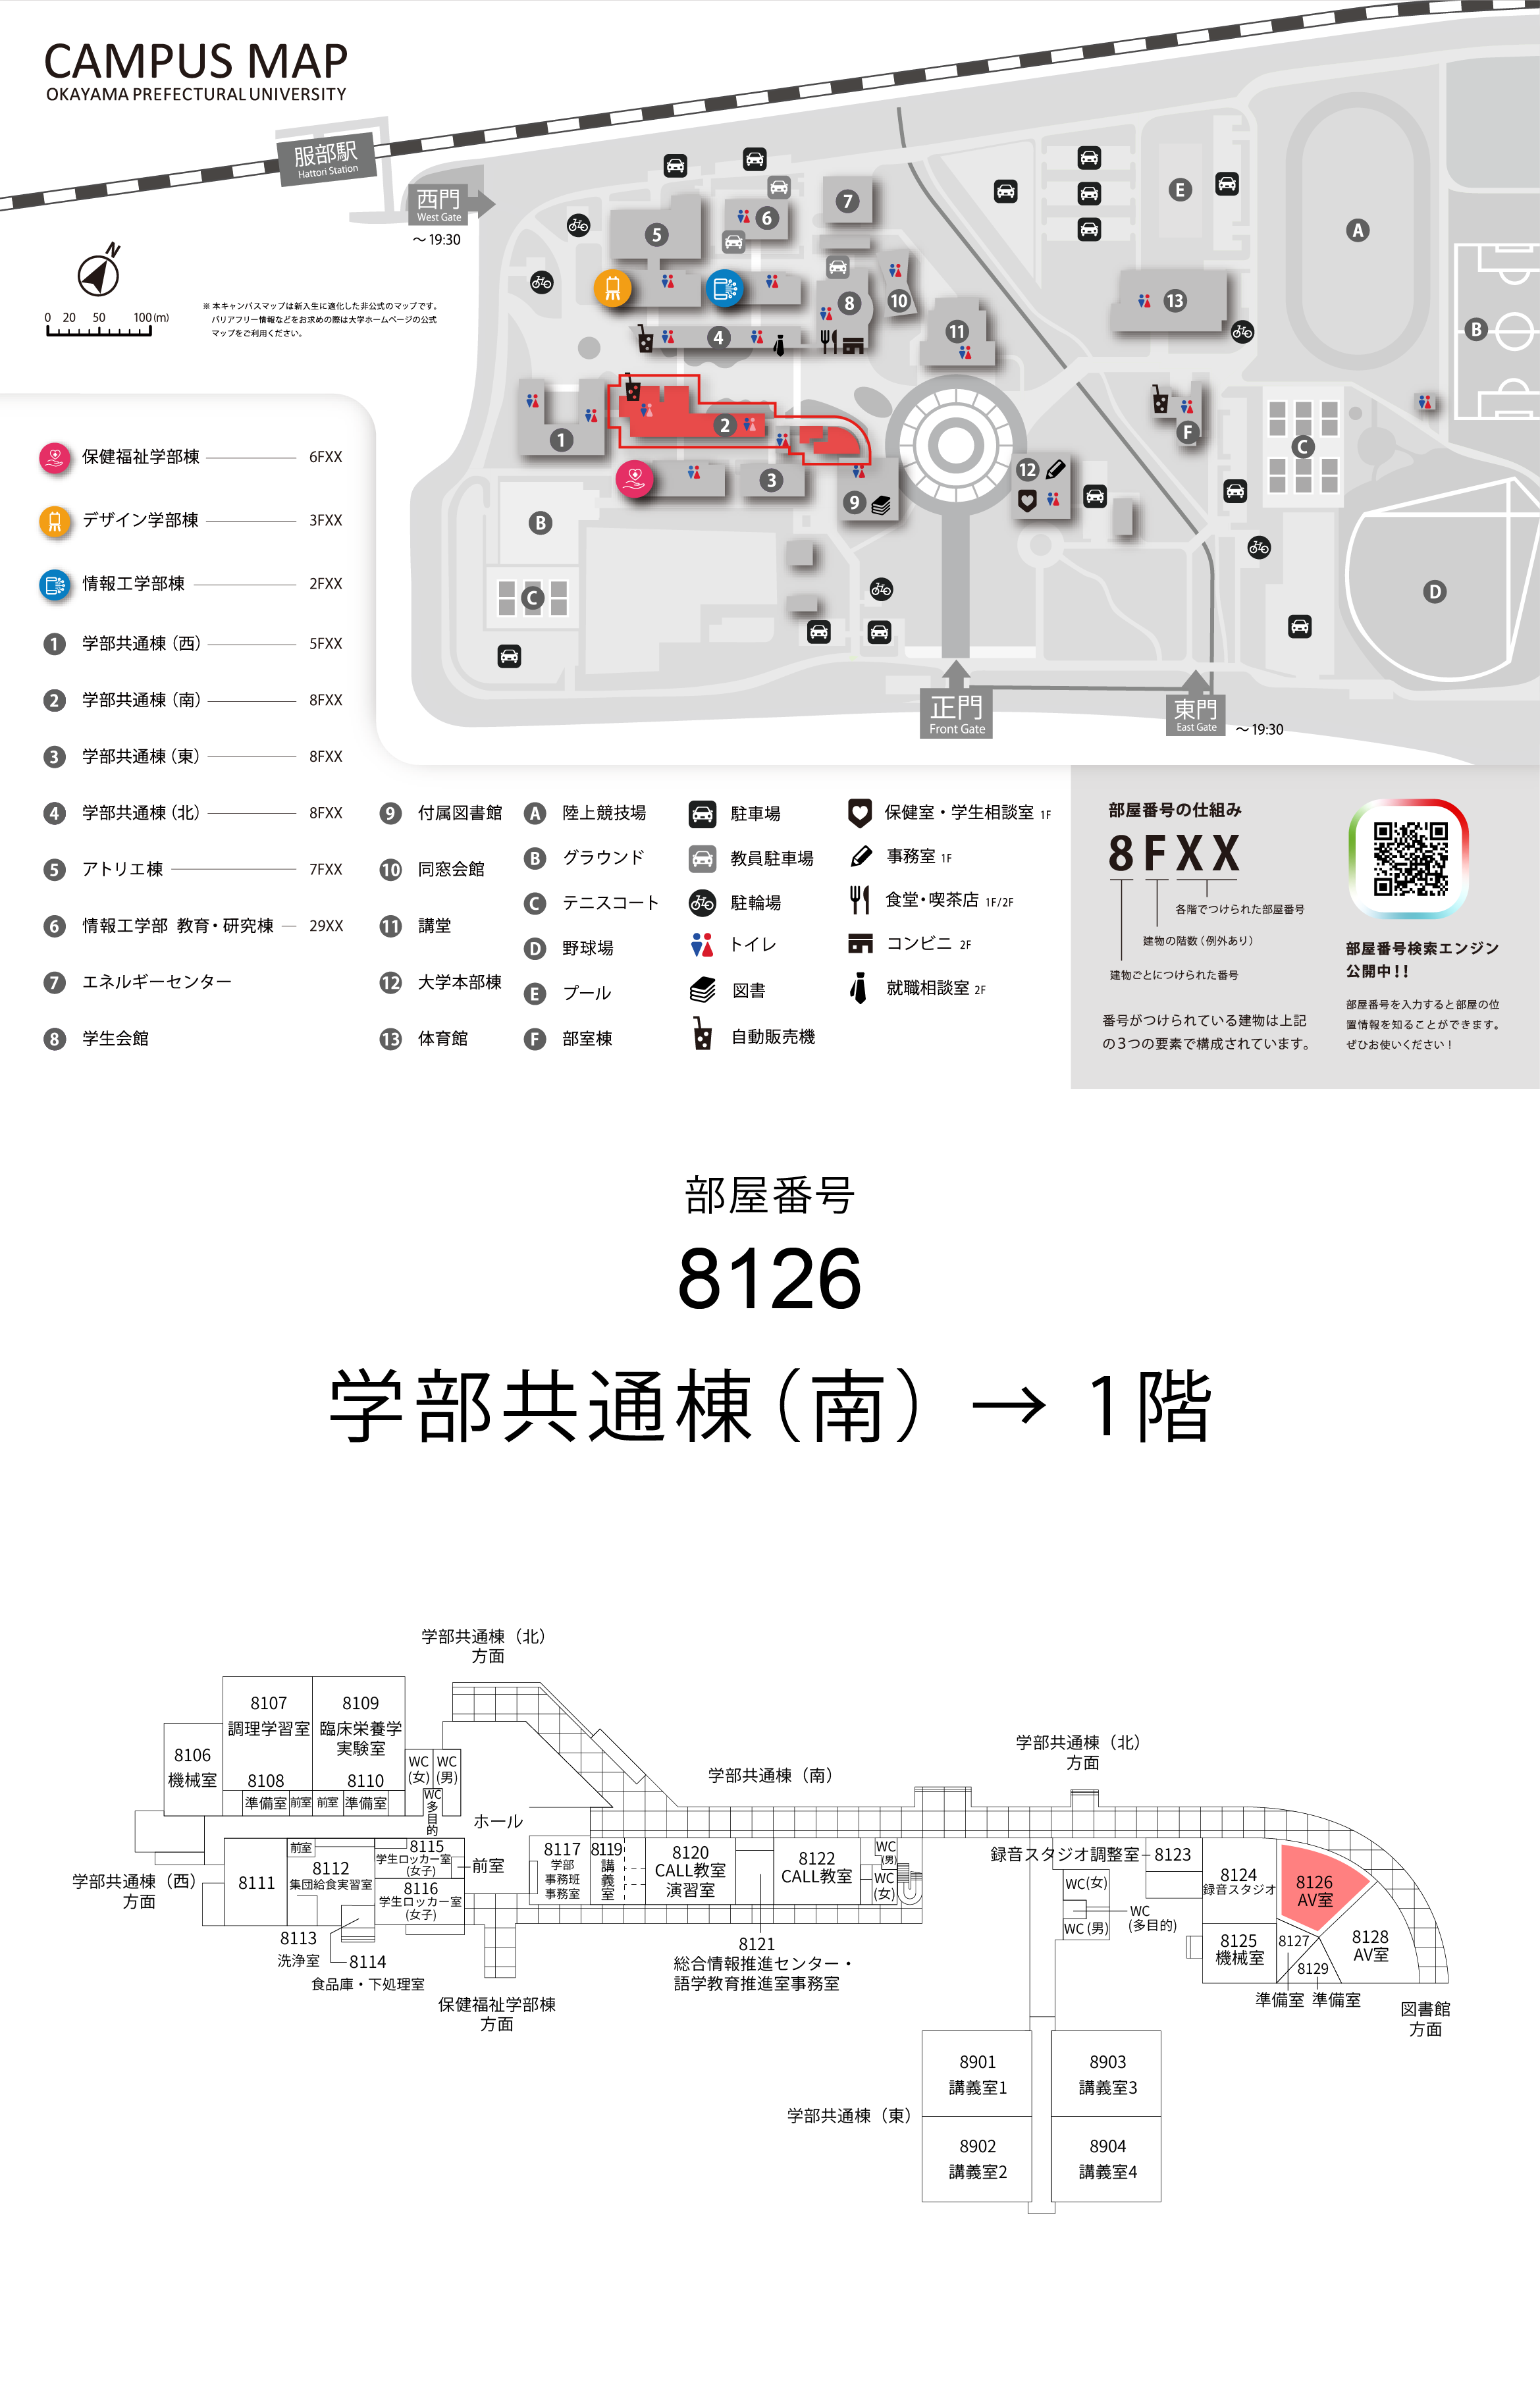 CAMPUS MAP
OKAYAMA PREFECTURAL UNIVERSITY
服部駅
Hattori Station
西門
West Gate
～19:30
N
0 20 50 100(m)
※ 本キャンパスマップは新入生に適化した非公式のマップです。
バリアフリー情報などをお求めの際は大学ホームページの公式
マップをご利用ください。
5
6
7
8
10
4
11
13
E
A
B
1
2
3
9
12
F
C
B
C
D
正門
Front Gate
東門
East Gate
～19:30
保健福祉学部棟 6FXX
デザイン学部棟 3FXX
情報工学部棟 2FXX
1 学部共通棟（西） 5FXX
2 学部共通棟（南） 8FXX
3 学部共通棟（東） 8FXX
4 学部共通棟（北） 8FXX
5 アトリエ棟 7FXX
6 情報工学部 教育・研究棟 29XX
7 エネルギーセンター
8 学生会館
9 付属図書館
10 同窓会館
11 講堂
12 大学本部棟
13 体育館
A 陸上競技場
B グラウンド
C テニスコート
D 野球場
E プール
F 部室棟
駐車場
教員駐車場
駐輪場
トイレ
図書
自動販売機
保健室・学生相談室 1F
事務室 1F
食堂・喫茶店 1F/2F
コンビニ 2F
就職相談室 2F
部屋番号の仕組み
8FXX
各階でつけられた部屋番号
建物の階数（例外あり）
建物ごとにつけられた番号
番号がつけられている建物は上記
の3つの要素で構成されています。
部屋番号検索エンジン
公開中！！
部屋番号を入力すると部屋の位
置情報を知ることができます。
ぜひお使いください！
部屋番号
8126
学部共通棟（南）→ 1階
学部共通棟（北）
方面
8107
調理学習室
8109
臨床栄養学
実験室
8106
機械室
8108
準備室
前室
前室
8110
準備室
WC
(女)
WC
(男)
WC
多
目
的
ホール
学部共通棟（南）
学部共通棟（北）
方面
学部共通棟（西）
方面
8111
前室
8112
集団給食実習室
8115
学生ロッカー室
(女子)
前室
8116
学生ロッカー室
(女子)
8113
洗浄室
8114
食品庫・下処理室
保健福祉学部棟
方面
8117
学部
事務班
事務室
8119
講
義
室
8120
CALL教室
演習室
8121
総合情報推進センター・
語学教育推進室事務室
8122
CALL教室
WC
(男)
WC
(女)
録音スタジオ調整室
8123
WC(女)
WC
(多目的)
WC (男)
8124
録音スタジオ
8125
機械室
8126
AV室
8127
準備室
8128
AV室
8129
準備室
図書館
方面
学部共通棟（東）
8901
講義室1
8903
講義室3
8902
講義室2
8904
講義室4